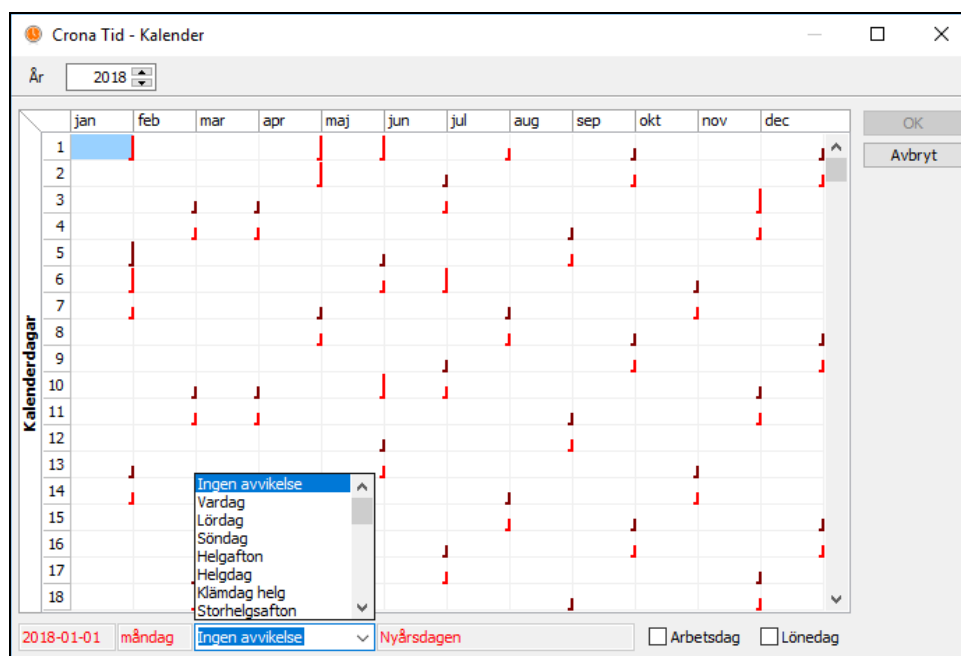 Crona Tid - Kalender
År 2018
jan feb mar apr maj jun jul aug sep okt nov dec
OK
Avbryt
Kalenderdagar
1
2
3
4
5
6
7
8
9
10
11
12
13
14
15
16
17
18
Ingen avvikelse
Vardag
Lördag
Söndag
Helgafton
Helgdag
Klämdag helg
Storhelgsafton
2018-01-01 måndag Ingen avvikelse Nyårsdagen Arbetsdag Lönedag